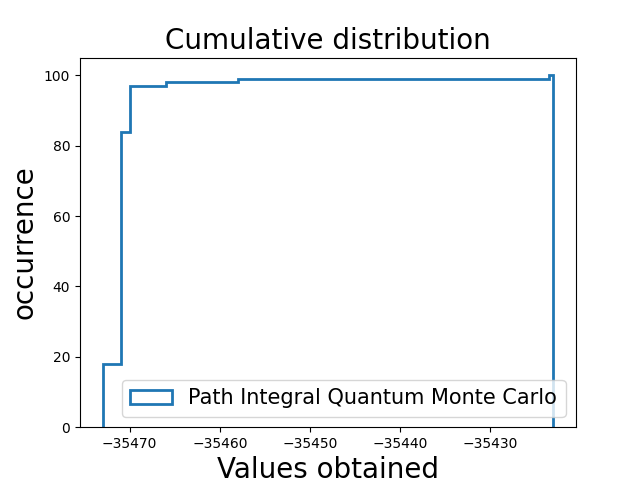 Cumulative distribution
occurrence
100
80
60
40
20
0
Path Integral Quantum Monte Carlo
−35470 −35460 −35450 −35440 −35430
Values obtained